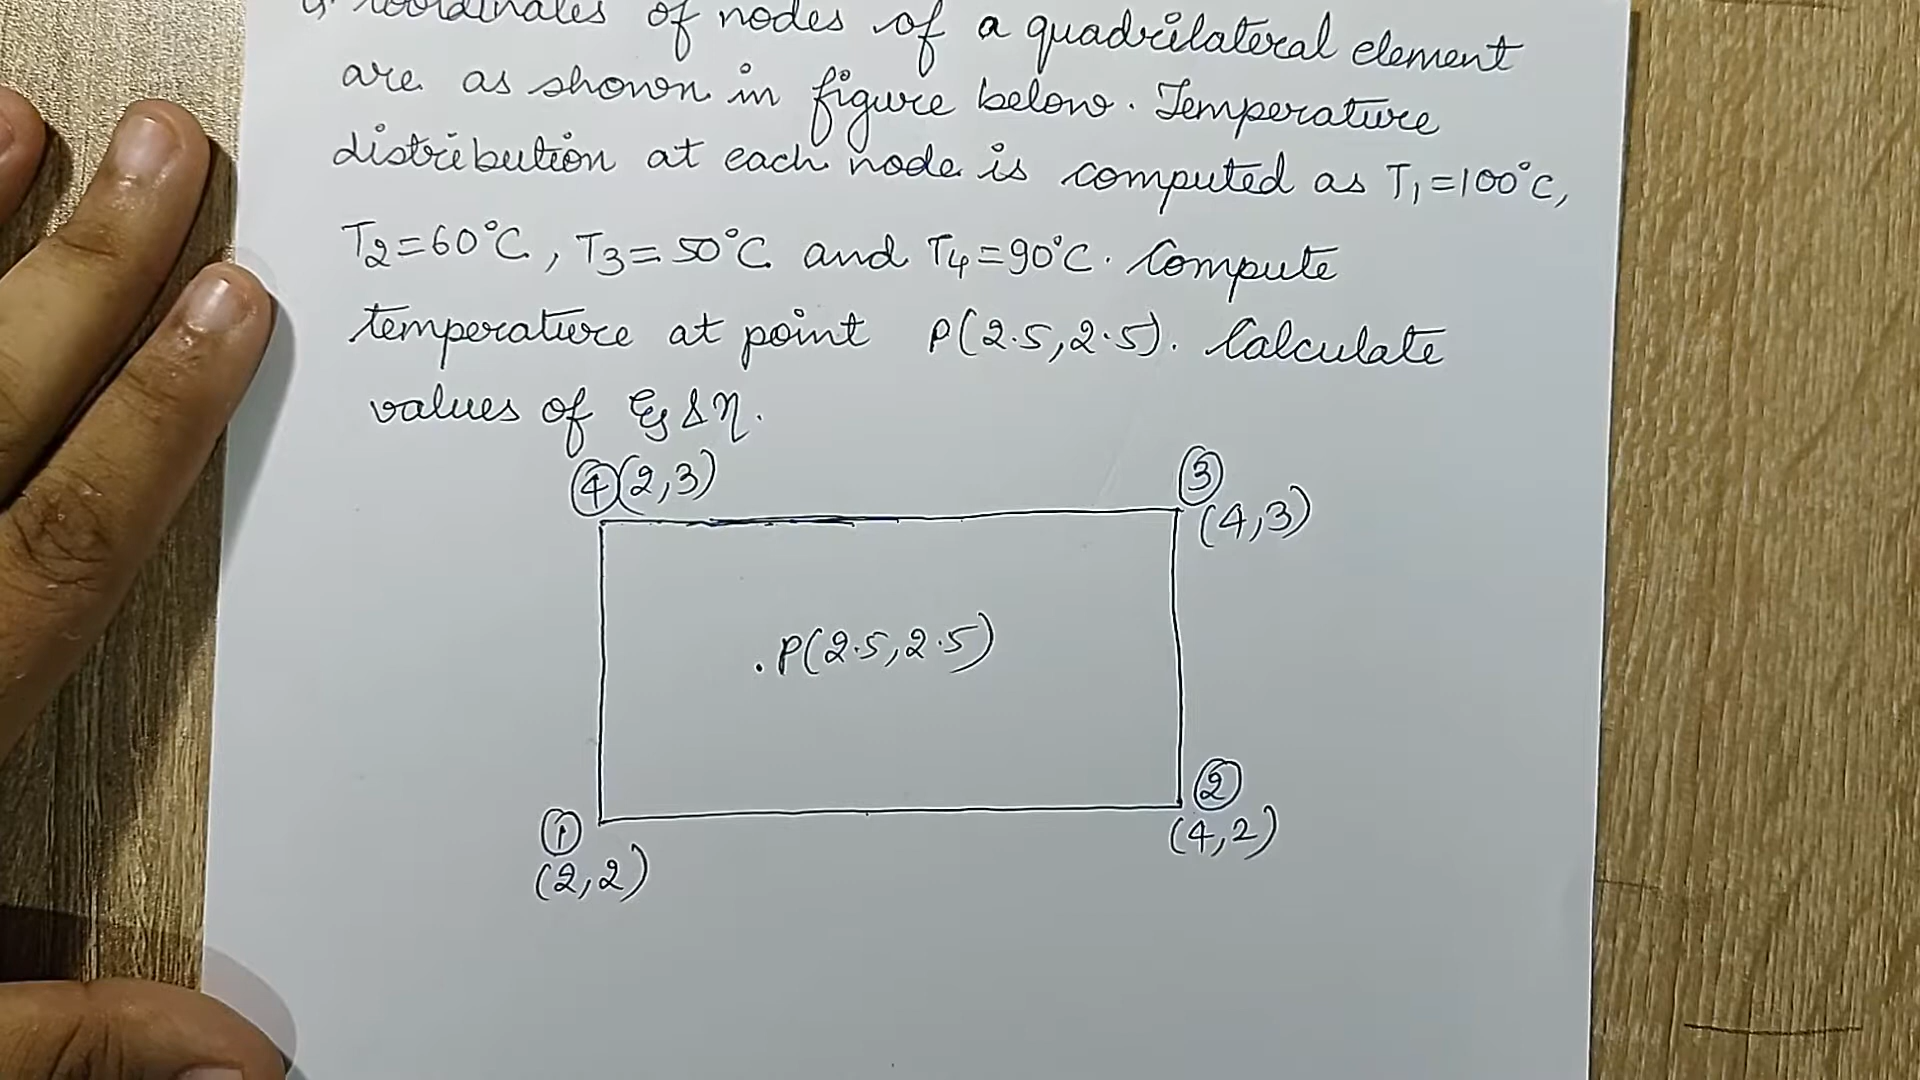 coordinates of nodes of a quadrilateral element
are as shown in figure below. Temperature
distribution at each node is computed as T₁=100°C,
T₂=60°C, T₃=50°C and T₄=90°C. Compute
temperature at point P(2.5,2.5). Calculate
values of ξ & η.
④(2,3)
③
(4,3)
.P(2.5,2.5)
②
(4,2)
①
(2,2)